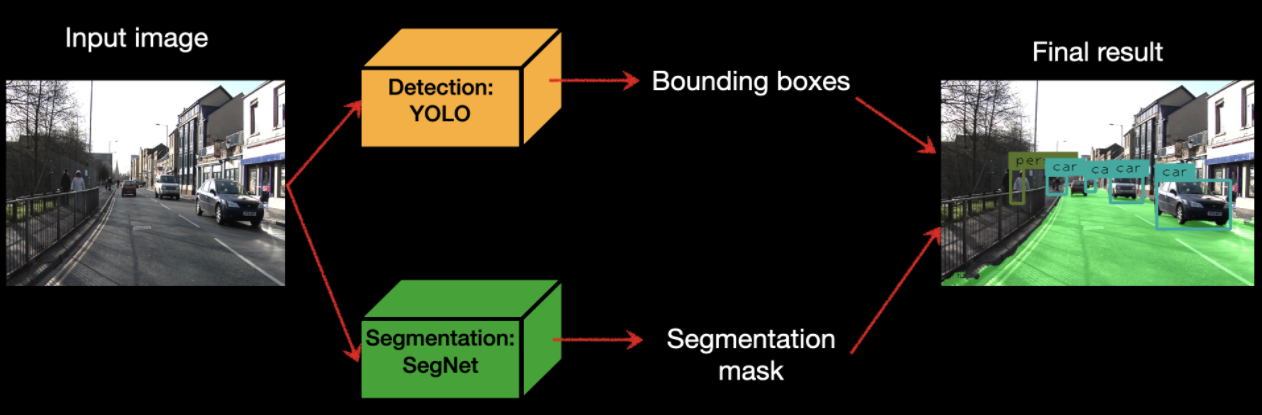 Input image
Detection:
YOLO
Bounding boxes
Final result
per
car
ca
car
car
Segmentation:
SegNet
Segmentation
mask